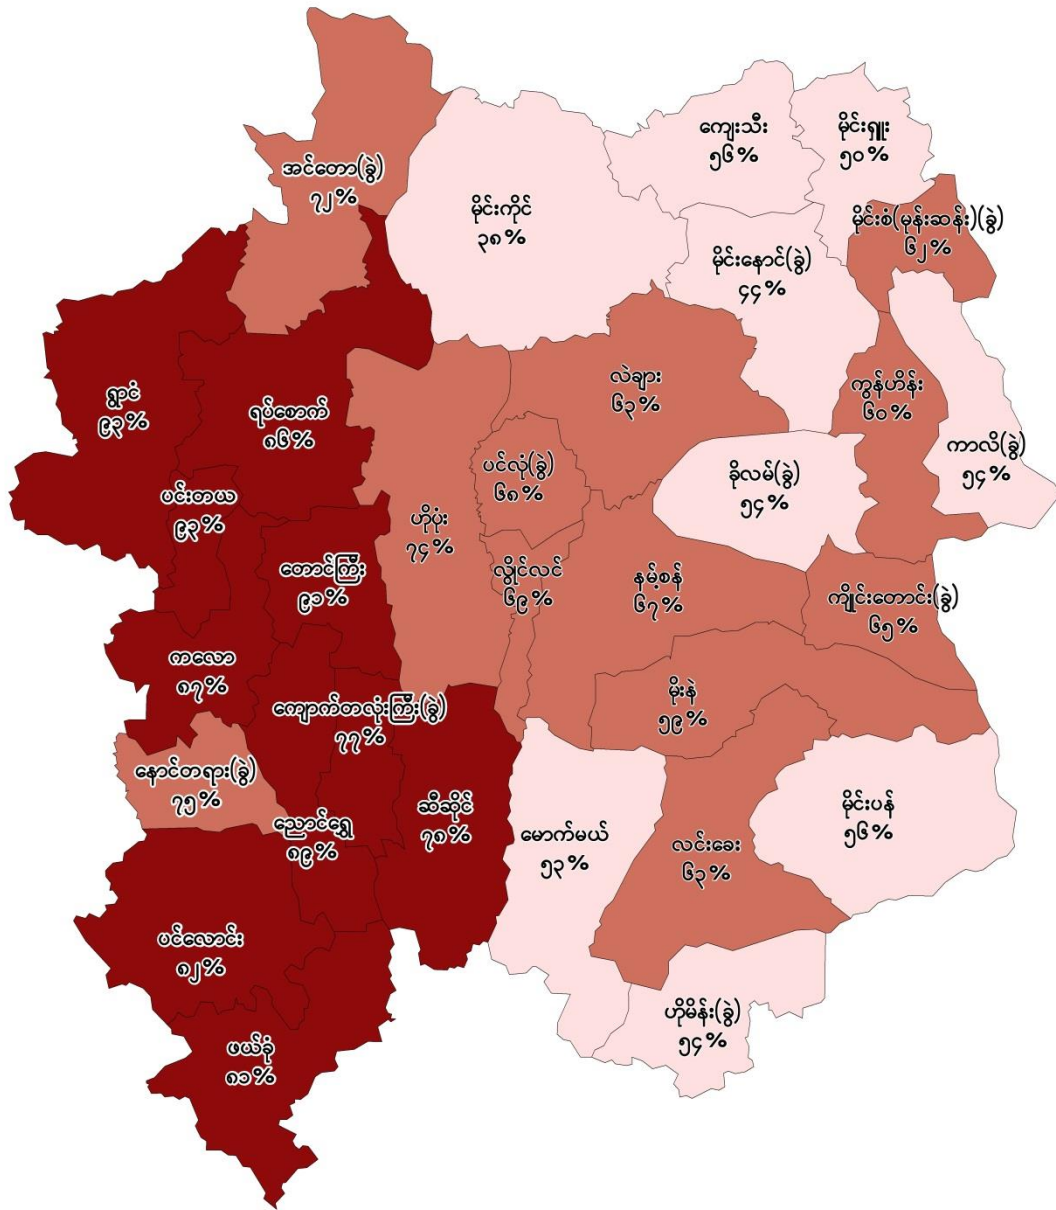 ကျေးသီး
၅၆%
မိုင်းရှူး
၅၀%
အင်တော(ခွဲ)
၇၂%
မိုင်းကိုင်
၃၈%
မိုင်းစံ(မုန်းဆန်း)(ခွဲ)
၆၂%
မိုင်းနောင်(ခွဲ)
၄၄%
ရွာငံ
၉၃%
ရပ်စောက်
၈၆%
လဲချား
၆၃%
ကွန်ဟိန်း
၆၀%
ကာလိ(ခွဲ)
၅၄%
ပင်လုံ(ခွဲ)
၆၈%
ခိုလမ်(ခွဲ)
၅၄%
ပင်းတယ
၉၃%
ဟိုပုံး
၇၄%
တောင်ကြီး
၉၁%
လွိုင်လင်
၆၉%
နမ့်စန်
၆၇%
ကျိုင်းတောင်း(ခွဲ)
၆၅%
ကလော
၈၇%
ကျောက်တလုံးကြီး(ခွဲ)
၇၇%
မိုးနဲ
၅၉%
နောင်တရား(ခွဲ)
၇၅%
ညောင်ရွှေ
၈၉%
ဆီဆိုင်
၇၈%
မောက်မယ်
၅၃%
လင်းခေး
၆၃%
မိုင်းပန်
၅၆%
ပင်လောင်း
၈၂%
ဟိုမိန်း(ခွဲ)
၅၄%
ဖယ်ခုံ
၈၁%